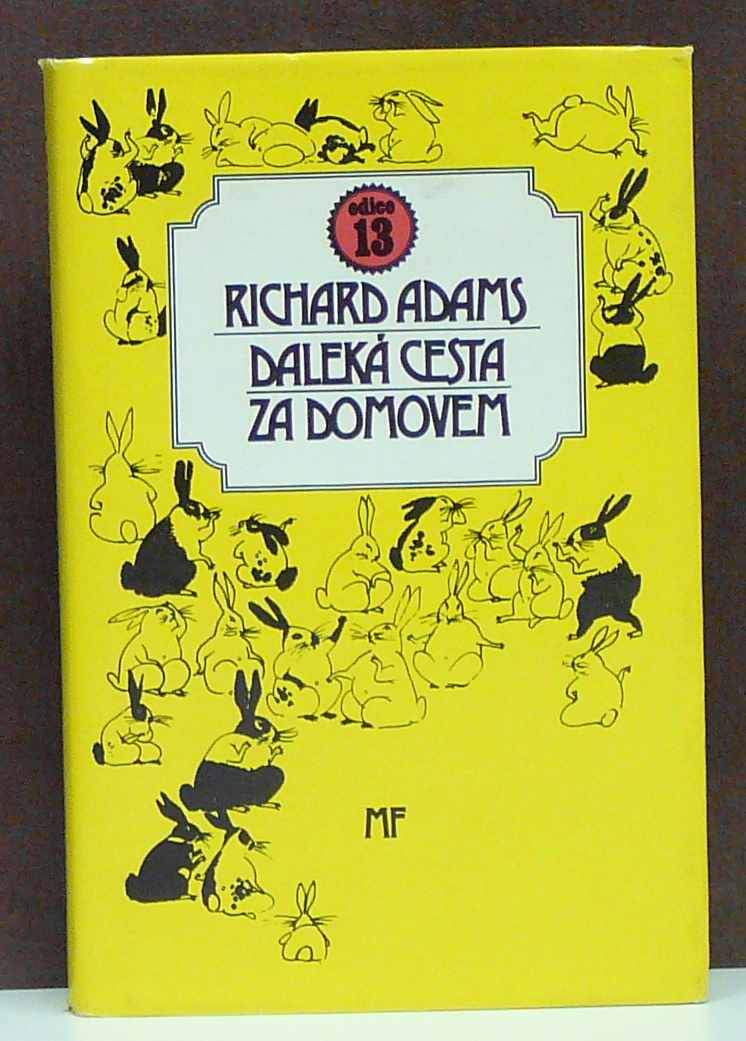 edice
13
RICHARD ADAMS
DALEKÁ CESTA
ZA DOMOVEM
MF